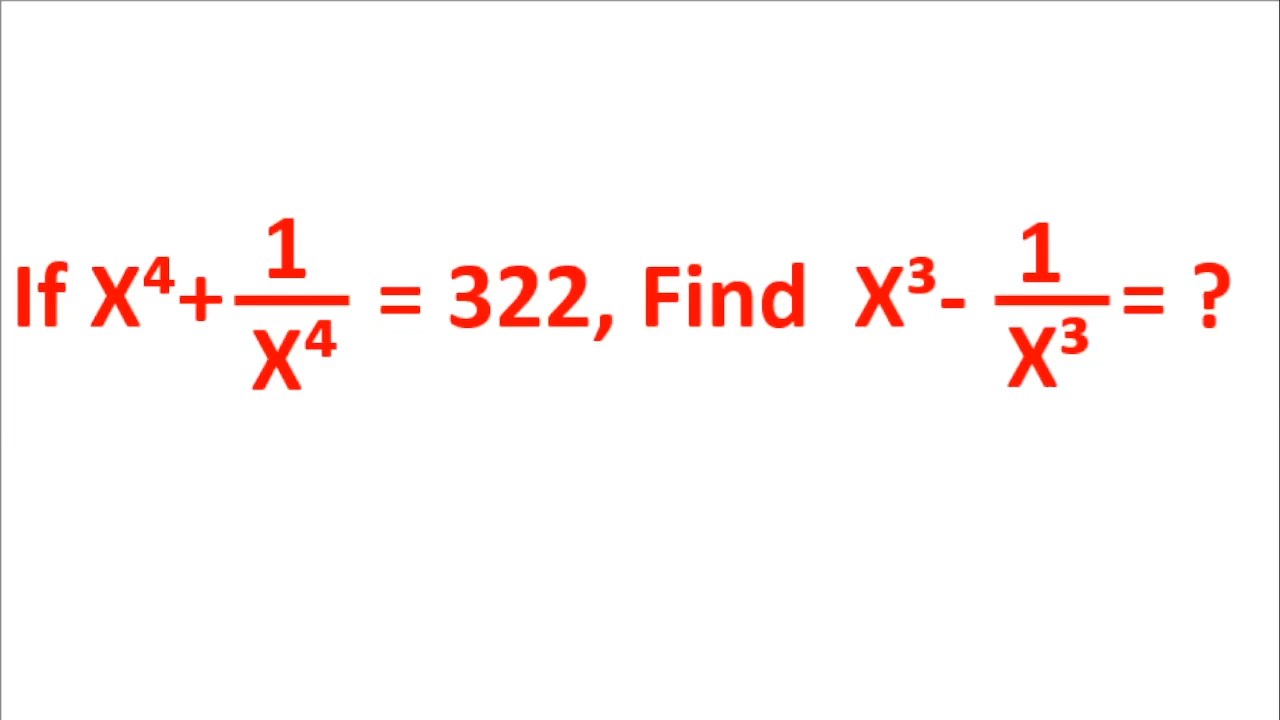 If X⁴+ 1/X⁴ = 322, Find X³- 1/X³ = ?